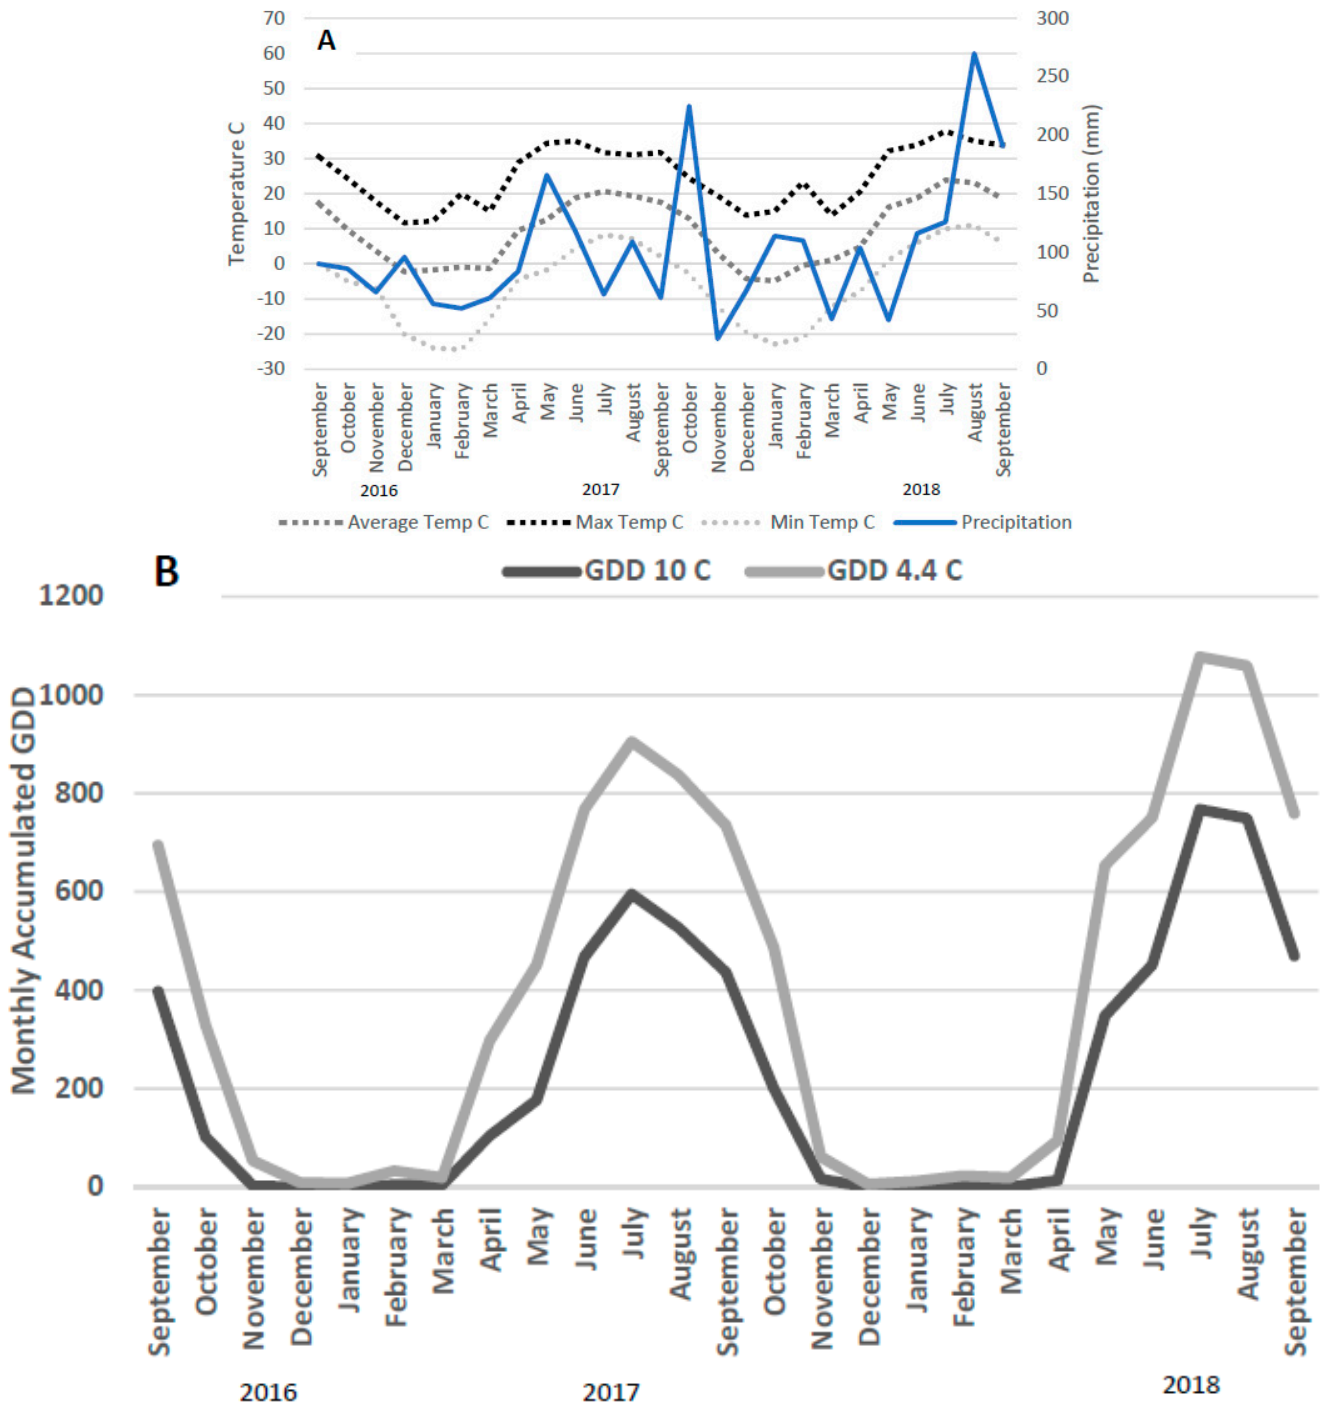 A
Temperature C
70
60
50
40
30
20
10
0
-10
-20
-30
300
250
200
150
100
50
0
Precipitation (mm)
September
October
November
December
January
February
March
April
May
June
July
August
September
October
November
December
January
February
March
April
May
June
July
August
September
2016 2017 2018
Average Temp C Max Temp C Min Temp C Precipitation
B
GDD 10 C GDD 4.4 C
Monthly Accumulated GDD
1200
1000
800
600
400
200
0
September
October
November
December
January
February
March
April
May
June
July
August
September
October
November
December
January
February
March
April
May
June
July
August
September
2016 2017 2018